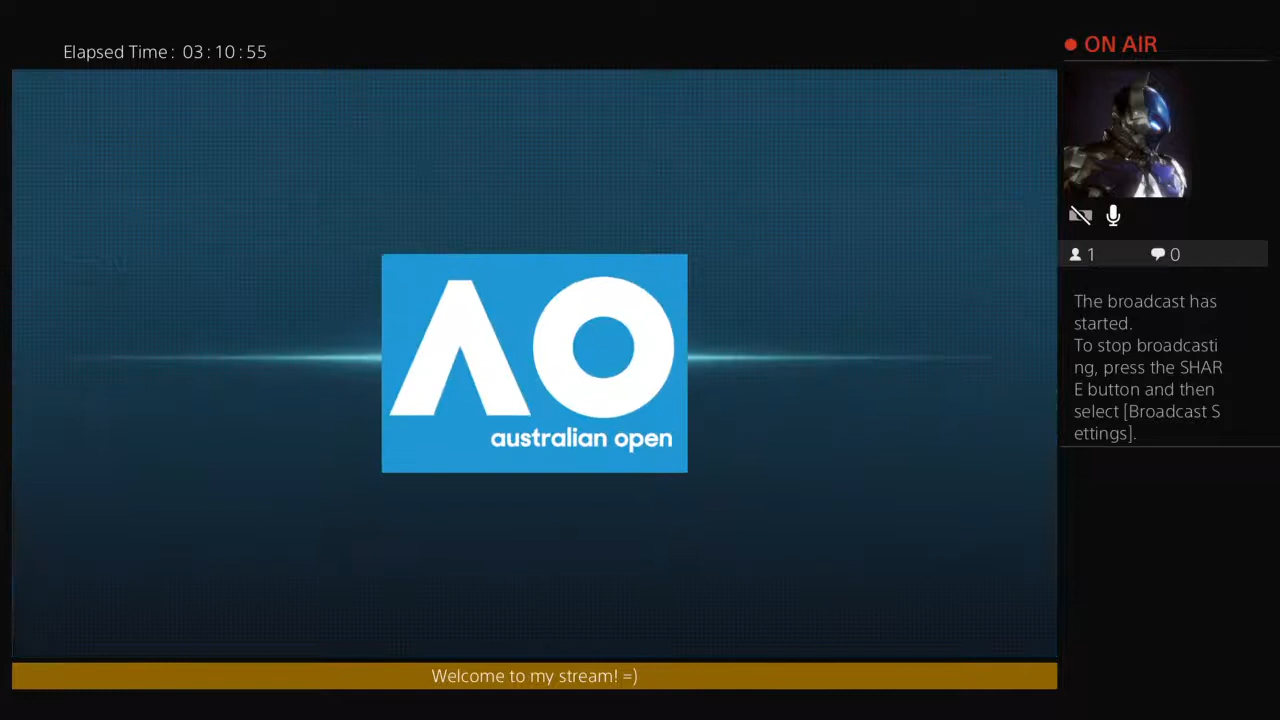 Elapsed Time: 03:10:55
ON AIR
AO
australian open
1
0
The broadcast has
started.
To stop broadcasti
ng, press the SHAR
E button and then
select [Broadcast S
ettings].
Welcome to my stream! =)